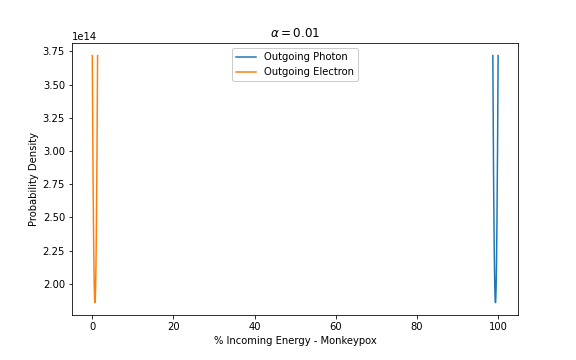 α = 0.01
1e14
3.75
3.50
3.25
3.00
2.75
2.50
2.25
2.00
Probability Density
Outgoing Photon
Outgoing Electron
0 20 40 60 80 100
% Incoming Energy - Monkeypox